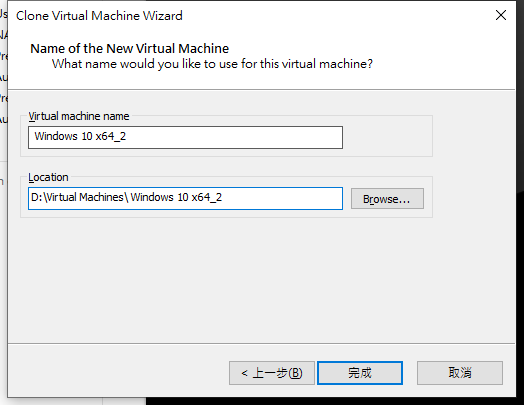 Clone Virtual Machine Wizard
Name of the New Virtual Machine
What name would you like to use for this virtual machine?
Virtual machine name
Windows 10 x64_2
Location
D:\Virtual Machines\ Windows 10 x64_2
Browse...
< 上一步(B)
完成
取消